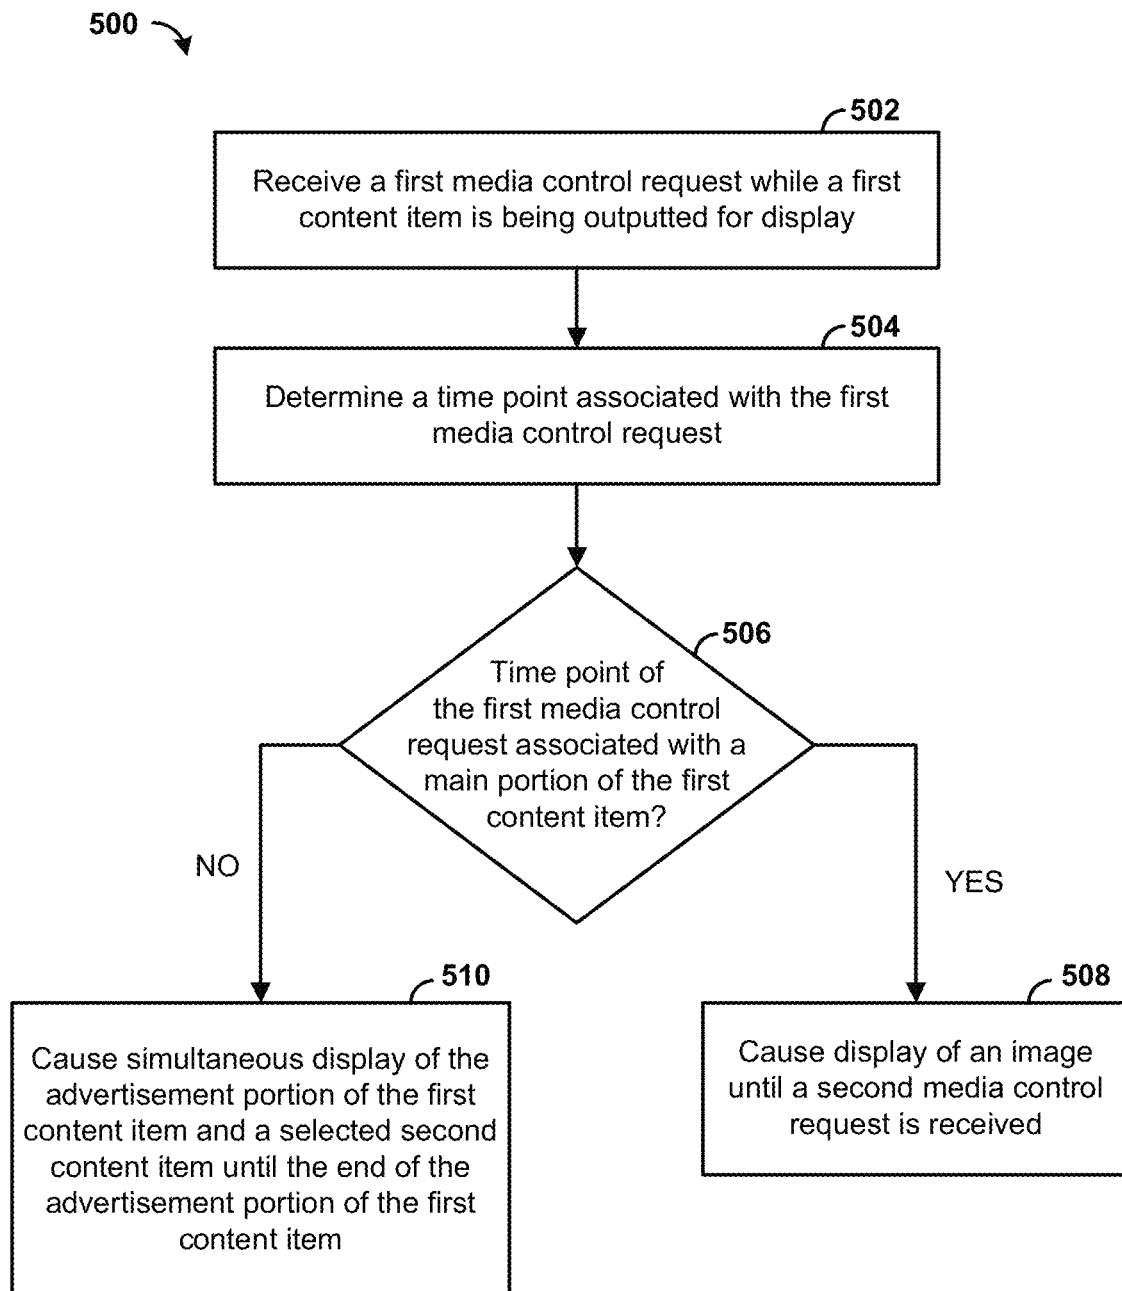 500
502
Receive a first media control request while a first
content item is being outputted for display
504
Determine a time point associated with the first
media control request
506
Time point of
the first media control
request associated with a
main portion of the first
content item?
NO
YES
510
Cause simultaneous display of the
advertisement portion of the first
content item and a selected second
content item until the end of the
advertisement portion of the first
content item
508
Cause display of an image
until a second media control
request is received